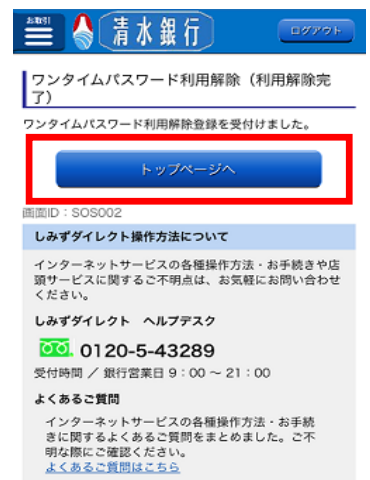 お取引
清水銀行
ログアウト
ワンタイムパスワード利用解除（利用解除完
了）
ワンタイムパスワード利用解除登録を受付けました。
トップページへ
画面ID：SOS002
しみずダイレクト操作方法について
インターネットサービスの各種操作方法・お手続きや店
頭サービスに関するご不明点は、お気軽にお問い合わせ
ください。
しみずダイレクト　ヘルプデスク
0120-5-43289
受付時間 ／ 銀行営業日 9：00 ～ 21：00
よくあるご質問
インターネットサービスの各種操作方法・お手続
きに関するよくあるご質問をまとめました。ご不
明な際にご確認ください。
よくあるご質問はこちら